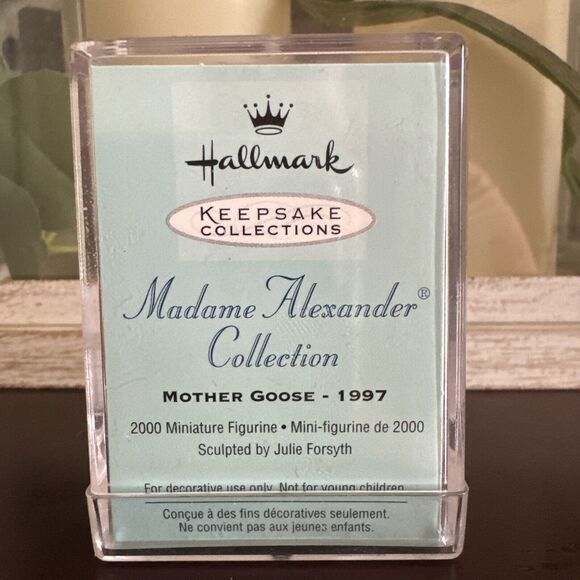 Hallmark
KEEPSAKE
COLLECTIONS
Madame Alexander®
Collection
MOTHER GOOSE - 1997
2000 Miniature Figurine • Mini-figurine de 2000
Sculpted by Julie Forsyth
For decorative use only. Not for young children.
Conçue à des fins décoratives seulement.
Ne convient pas aux jeunes enfants.